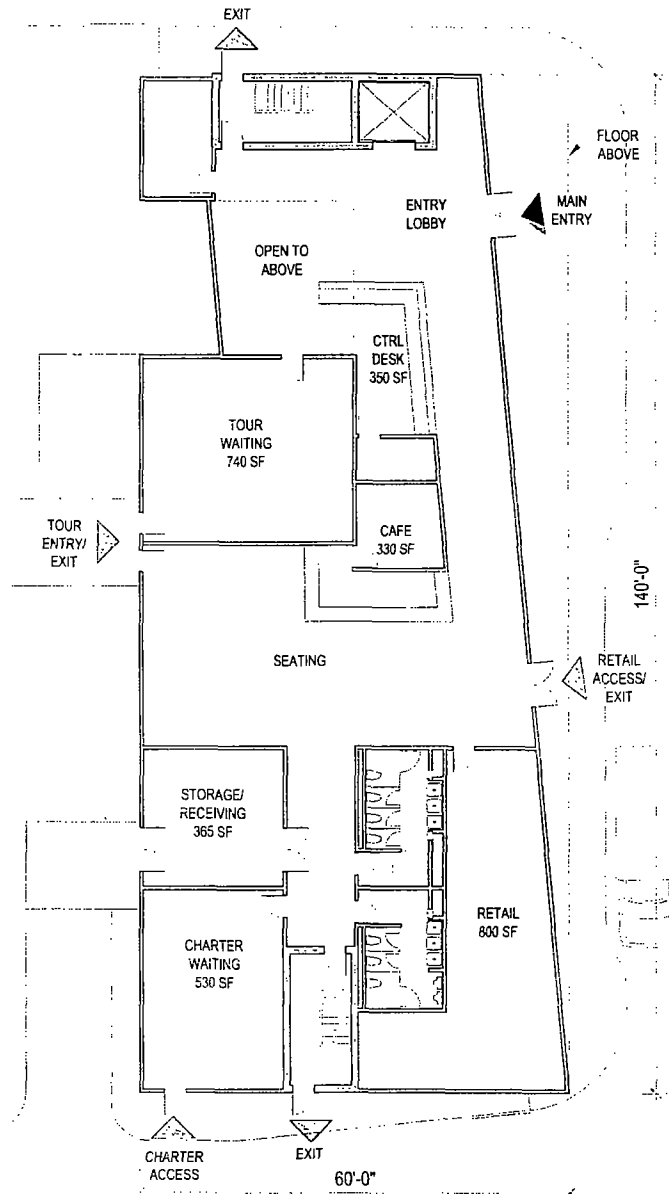 EXIT
FLOOR
ABOVE
ENTRY
LOBBY
MAIN
ENTRY
OPEN TO
ABOVE
CTRL
DESK
350 SF
TOUR
WAITING
740 SF
TOUR
ENTRY/
EXIT
CAFE
330 SF
140'-0"
SEATING
RETAIL
ACCESS/
EXIT
STORAGE/
RECEIVING
365 SF
RETAIL
800 SF
CHARTER
WAITING
530 SF
CHARTER
ACCESS
EXIT
60'-0"